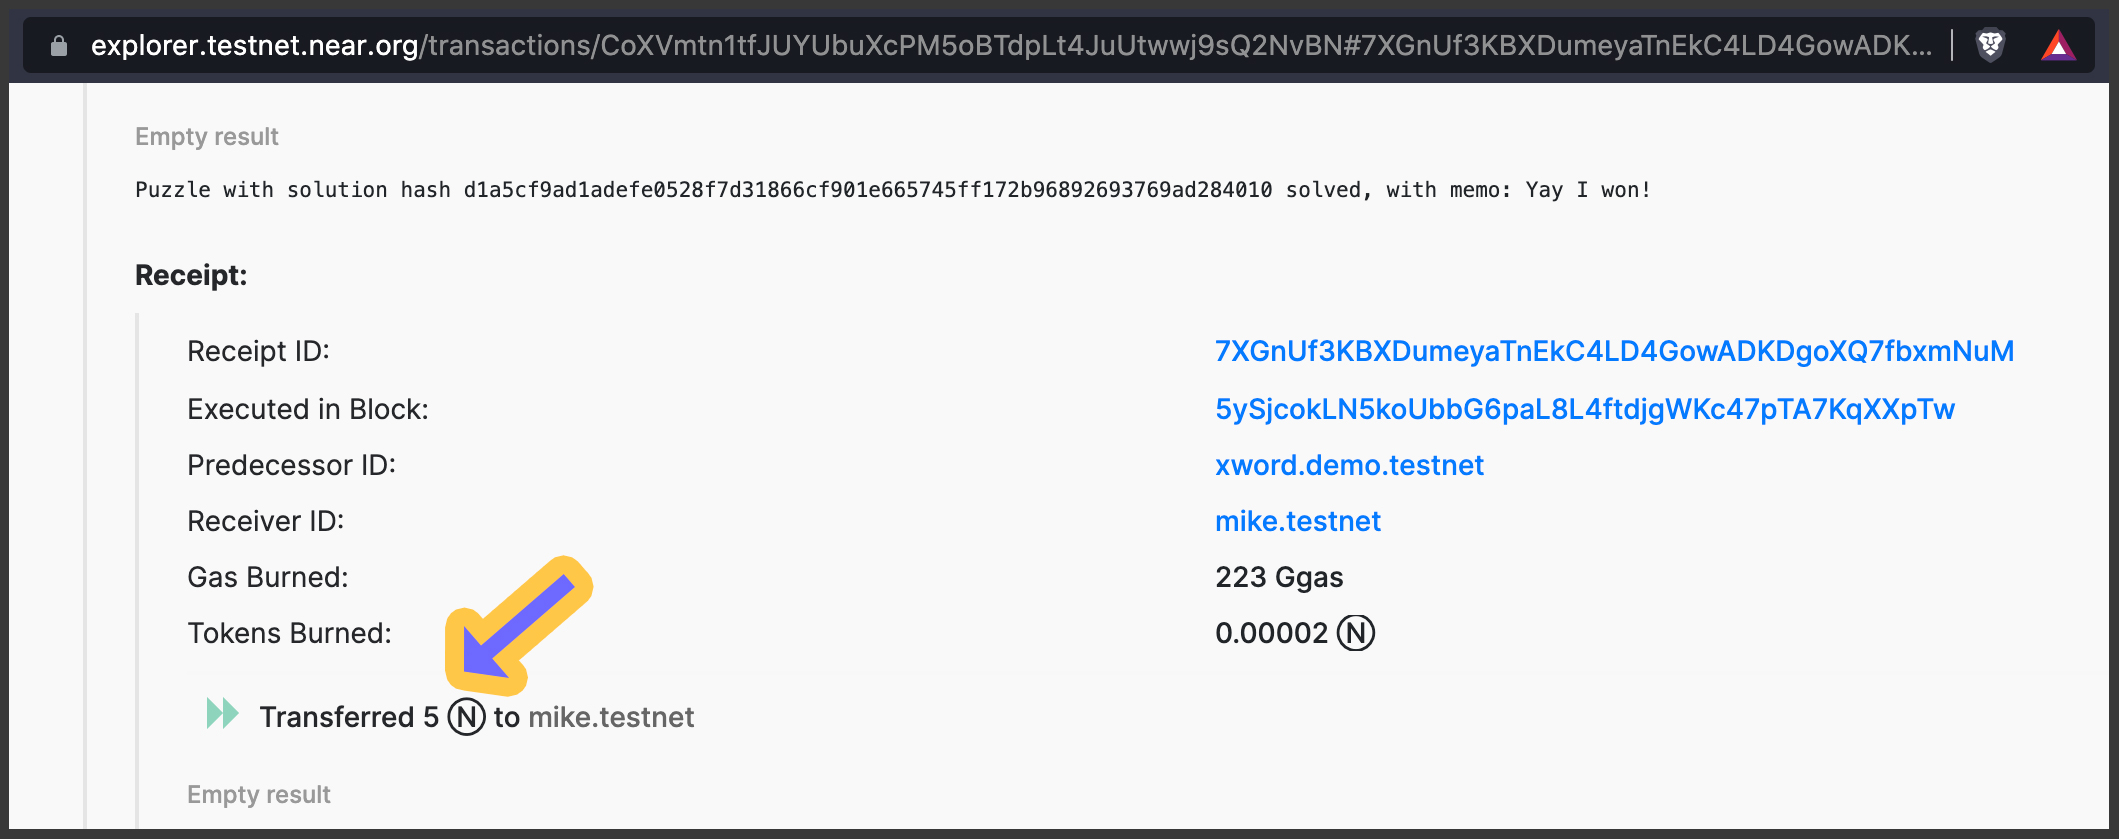 explorer.testnet.near.org/transactions/CoXVmtn1tfJUYUbuXcPM5oBTdpLt4JuUtwwj9sQ2NvBN#7XGnUf3KBXDumeyaTnEkC4LD4GowADK...
Empty result
Puzzle with solution hash d1a5cf9ad1adefe0528f7d31866cf901e665745ff172b96892693769ad284010 solved, with memo: Yay I won!
Receipt:
Receipt ID: 7XGnUf3KBXDumeyaTnEkC4LD4GowADKDgoXQ7fbxmNuM
Executed in Block: 5ySjcokLN5koUbbG6paL8L4ftdjgWKc47pTA7KqXXpTw
Predecessor ID: xword.demo.testnet
Receiver ID: mike.testnet
Gas Burned: 223 Ggas
Tokens Burned: 0.00002 Ⓝ
Transferred 5 Ⓝ to mike.testnet
Empty result